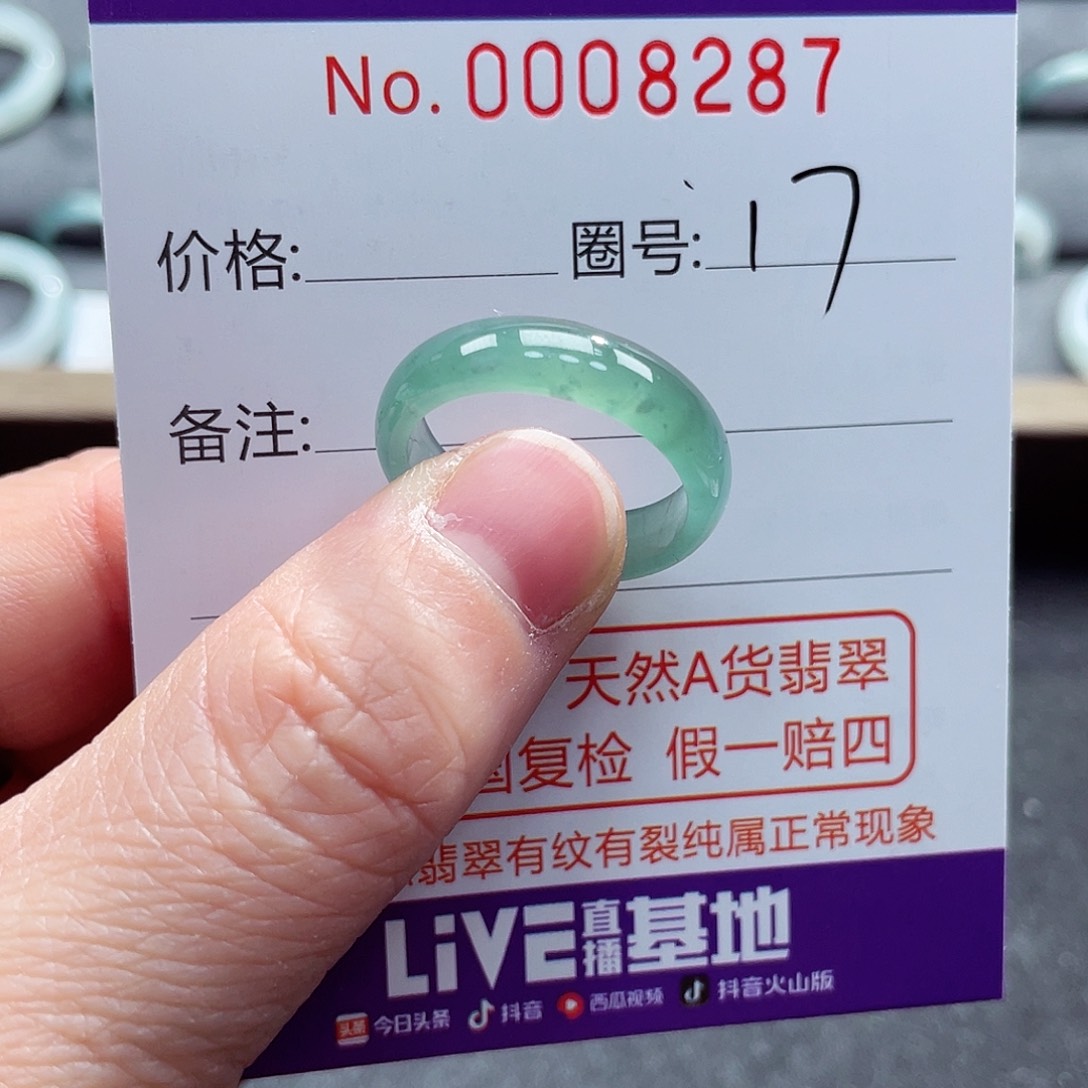 No. 0008287
价格: 圈号: 17
备注:
天然A货翡翠
国复检 假一赔四
翡翠有纹有裂纯属正常现象
LiVE直播基地
头条 今日头条 抖音 西瓜视频 抖音火山版